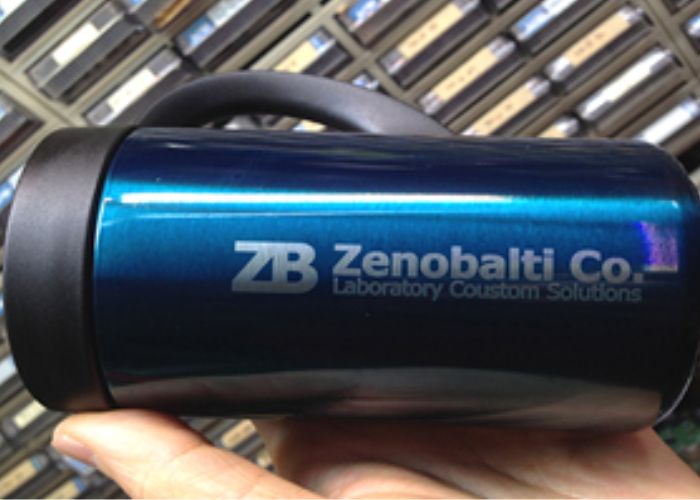 ZB
Zenobalti Co.
Laboratory Coustom Solutions